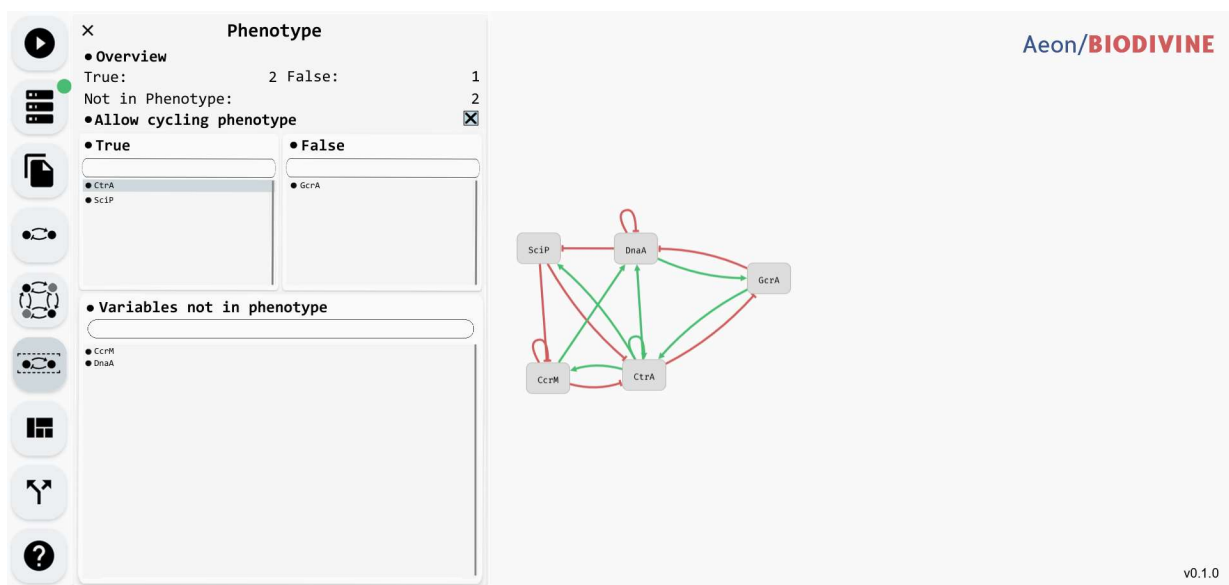 Phenotype
Overview
True: 2 False: 1
Not in Phenotype: 2
Allow cycling phenotype
True
False
CtrA
SciP
GcrA
Variables not in phenotype
CcrM
DnaA
Aeon/BIODIVINE
SciP
DnaA
GcrA
CcrM
CtrA
v0.1.0